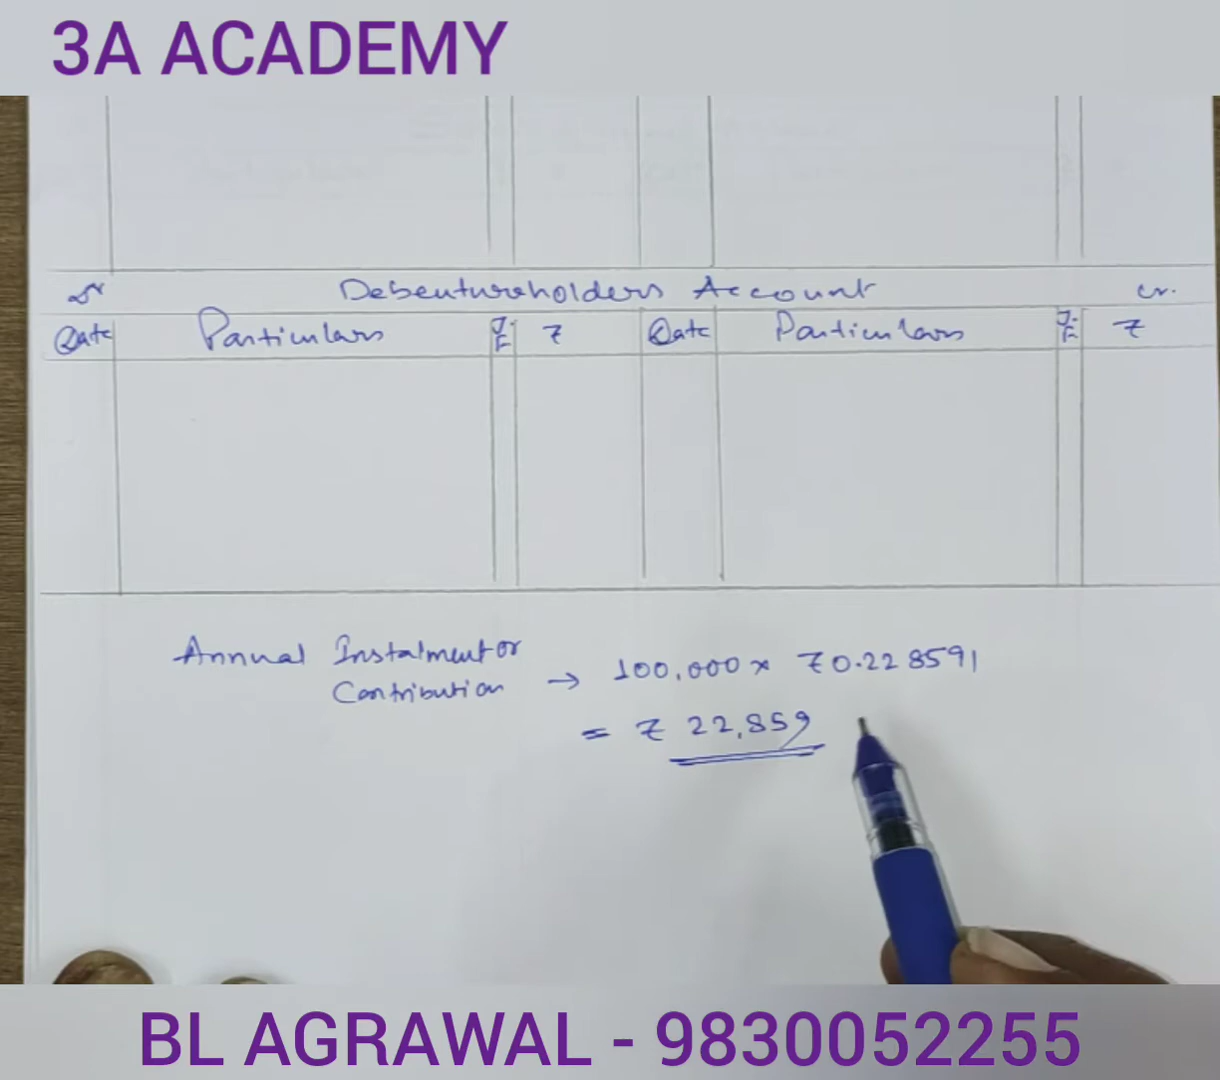 3A ACADEMY
Dr Debentureholders Account Cr.
Date Particulars J.F. ₹ Date Particulars J.F. ₹
Annual Instalment or
Contribution → 100,000 x ₹0.228591
= ₹ 22,859
BL AGRAWAL - 9830052255